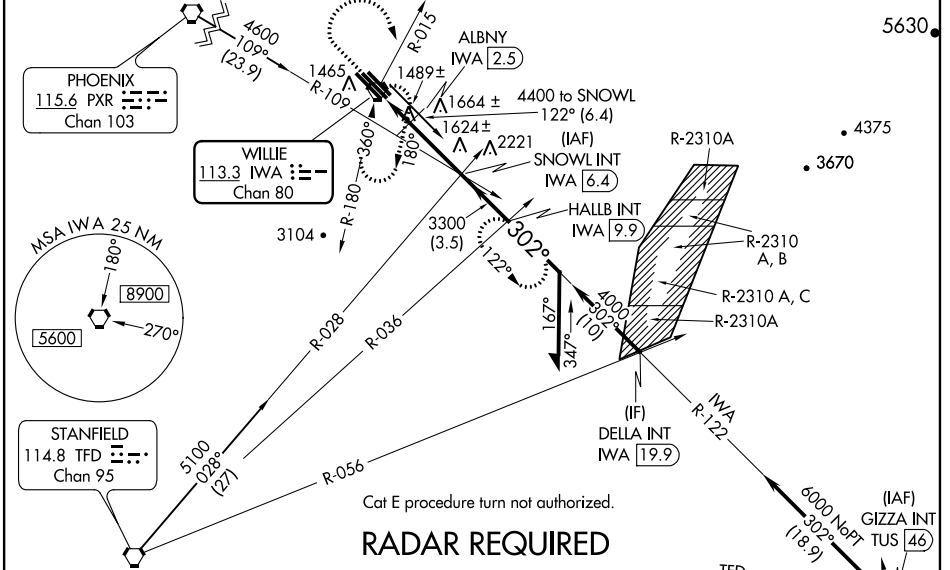 4600
109°
(23.9)
R-109
R-015
5630
PHOENIX
115.6 PXR
Chan 103
1465
1489±
ALBNY
IWA 2.5
1664 ±
1624 ±
2221
4400 to SNOWL
122° (6.4)
(IAF)
SNOWL INT
IWA 6.4
4375
3670
WILLIE
113.3 IWA
Chan 80
360°
180°
R-180
3104
HALLB INT
IWA 9.9
3300
(3.5)
302°
122°
R-2310A
R-2310
A, B
R-2310 A, C
R-2310A
MSA IWA 25 NM
180°
8900
5600
270°
R-028
R-036
167°
347°
4000
302°
(10)
(IF)
DELLA INT
IWA 19.9
IWA
R-122
STANFIELD
114.8 TFD
Chan 95
5100
028°
(27)
R-056
Cat E procedure turn not authorized.
RADAR REQUIRED
6000 NoPT
302°
(18.9)
(IAF)
GIZZA INT
TUS 46
TFD